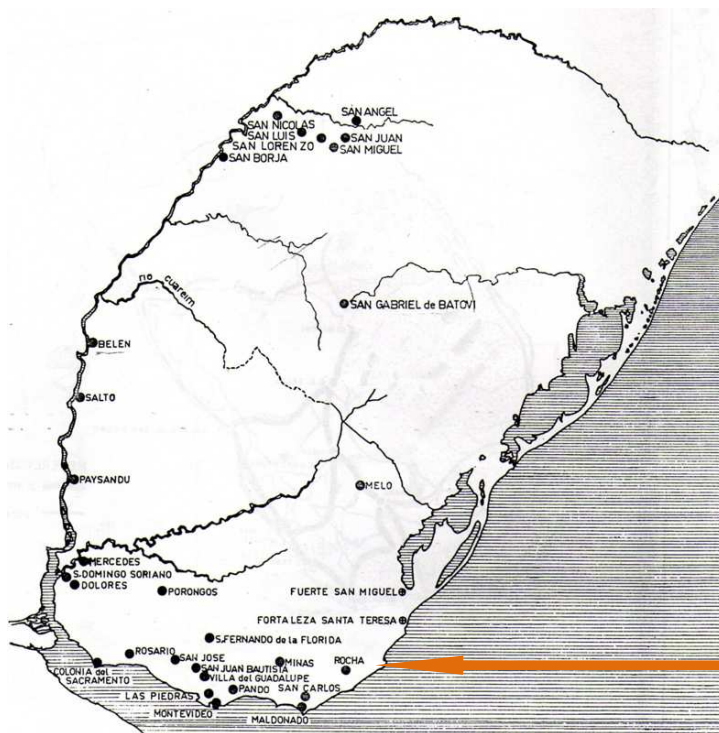 SAN ANGEL
SAN NICOLAS
SAN LUIS
SAN JUAN
SAN LORENZO
SAN MIGUEL
SAN BORJA
rio cuareim
SAN GABRIEL de BATOVI
BELEN
SALTO
PAYSANDU
MELO
MERCEDES
S.DOMINGO SORIANO
DOLORES
PORONGOS
FUERTE SAN MIGUEL
FORTALEZA SANTA TERESA
S.FERNANDO de la FLORIDA
ROSARIO
SAN JOSE
MINAS
ROCHA
COLONIA del
SACRAMENTO
SAN JUAN BAUTISTA
VILLA del GUADALUPE
LAS PIEDRAS
PANDO
SAN CARLOS
MONTEVIDEO
MALDONADO